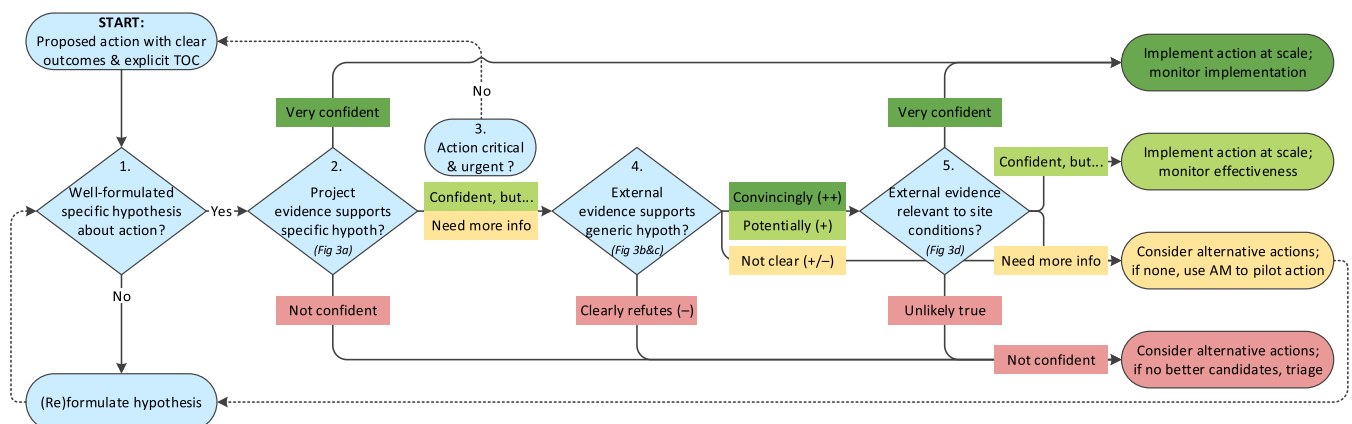 START:
Proposed action with clear
outcomes & explicit TOC
1.
Well-formulated
specific hypothesis
about action?
Yes
No
(Re)formulate hypothesis
Very confident
2.
Project
evidence supports
specific hypoth?
(Fig 3a)
Not confident
No
3.
Action critical
& urgent ?
Confident, but...
Need more info
4.
External
evidence supports
generic hypoth?
(Fig 3b&c)
Clearly refutes (–)
Convincingly (++)
Potentially (+)
Not clear (+/–)
Very confident
5.
External evidence
relevant to site
conditions?
(Fig 3d)
Unlikely true
Confident, but...
Need more info
Not confident
Implement action at scale;
monitor implementation
Implement action at scale;
monitor effectiveness
Consider alternative actions;
if none, use AM to pilot action
Consider alternative actions;
if no better candidates, triage